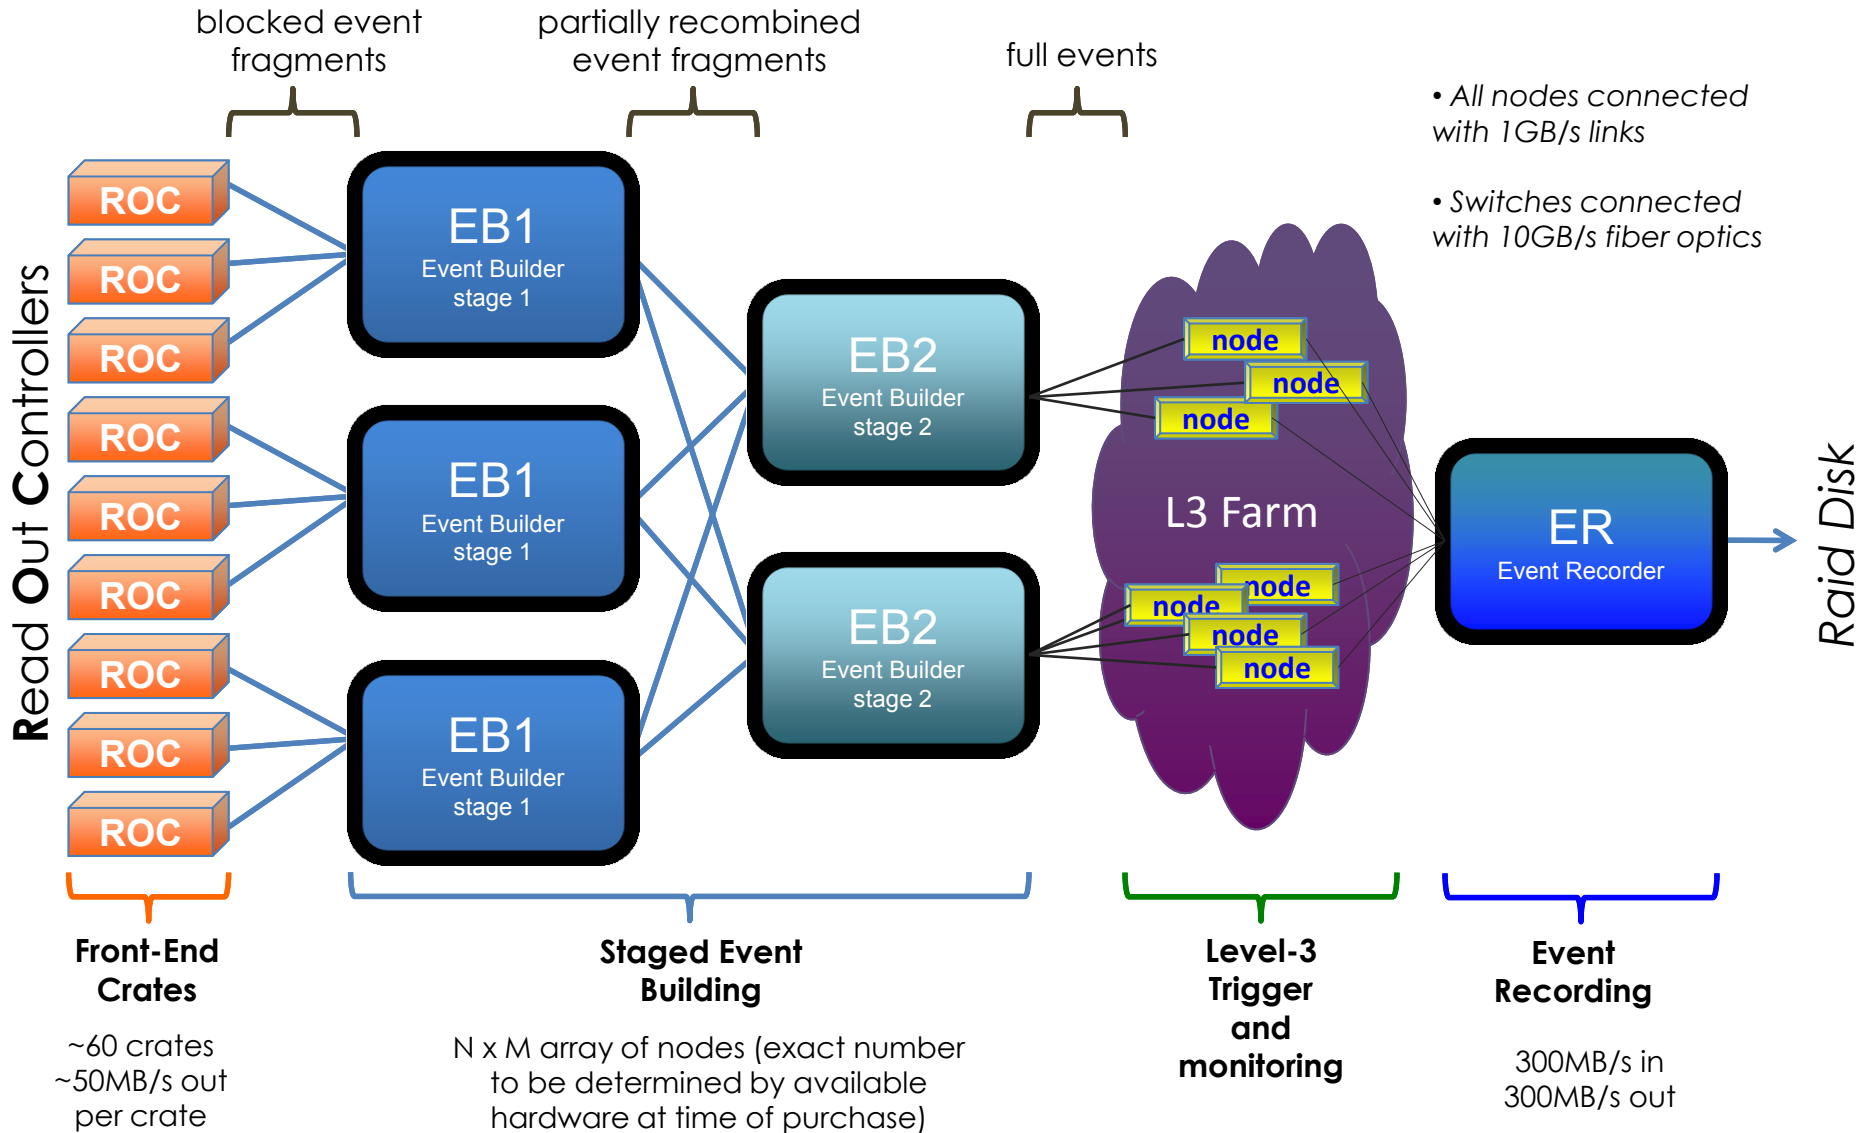 blocked event
fragments
partially recombined
event fragments
full events
• All nodes connected
with 1GB/s links
• Switches connected
with 10GB/s fiber optics
Read Out Controllers
ROC
ROC
ROC
ROC
ROC
ROC
ROC
ROC
ROC
EB1
Event Builder
stage 1
EB1
Event Builder
stage 1
EB1
Event Builder
stage 1
EB2
Event Builder
stage 2
EB2
Event Builder
stage 2
node
node
node
L3 Farm
node
node
node
node
ER
Event Recorder
Raid Disk
Front-End
Crates
~60 crates
~50MB/s out
per crate
Staged Event
Building
N x M array of nodes (exact number
to be determined by available
hardware at time of purchase)
Level-3
Trigger
and
monitoring
Event
Recording
300MB/s in
300MB/s out